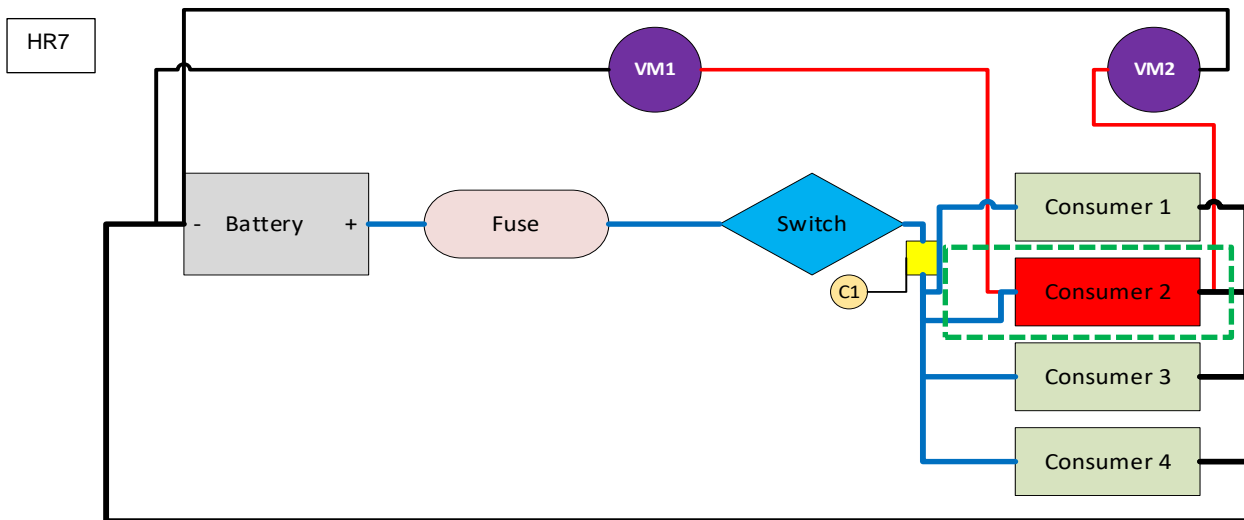 HR7
VM1
VM2
- Battery +
Fuse
Switch
Consumer 1
C1
Consumer 2
Consumer 3
Consumer 4